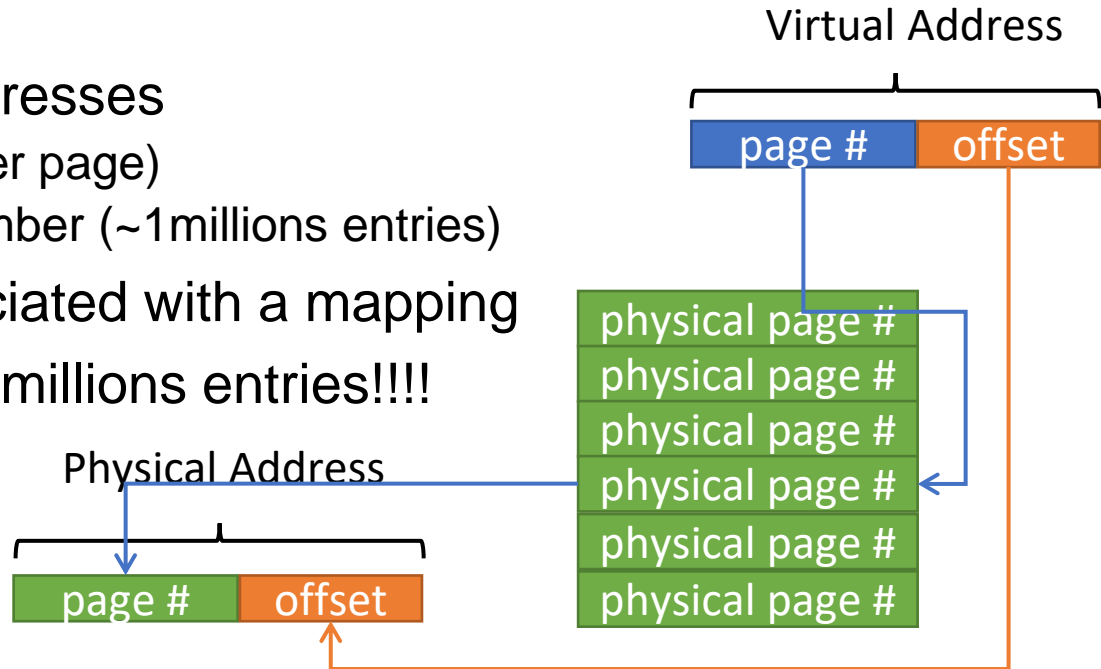 Virtual Address
resses
er page)
page # offset
nber (~1millions entries)
ciated with a mapping
millions entries!!!!
physical page #
physical page #
physical page #
physical page #
physical page #
physical page #
Physical Address
page # offset